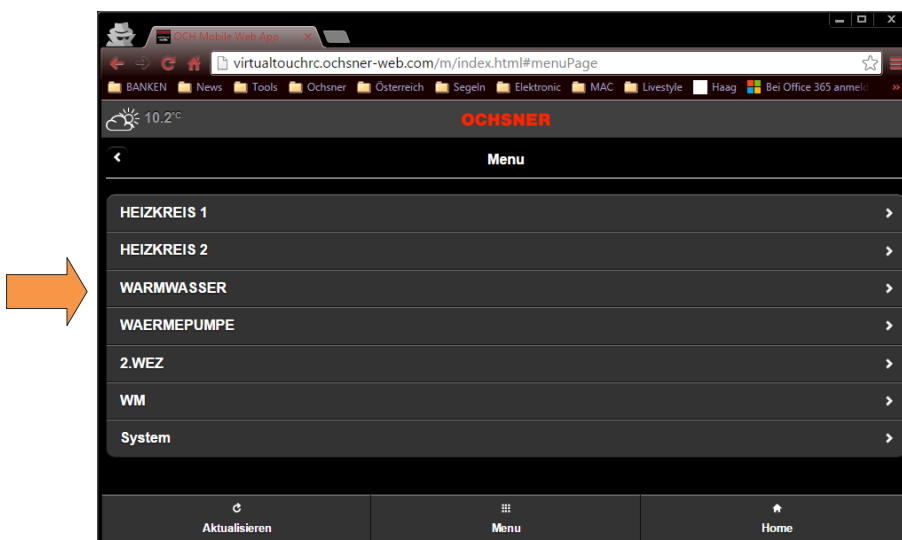 OCH Mobile Web App
virtualtouchrc.ochsner-web.com/m/index.html#menuPage
BANKEN News Tools Ochsner Österreich Segeln Elektronic MAC Livestyle Haag Bei Office 365 anmeld »
10.2°C OCHSNER
Menu
HEIZKREIS 1
HEIZKREIS 2
WARMWASSER
WAERMEPUMPE
2.WEZ
WM
System
Aktualisieren Menu Home